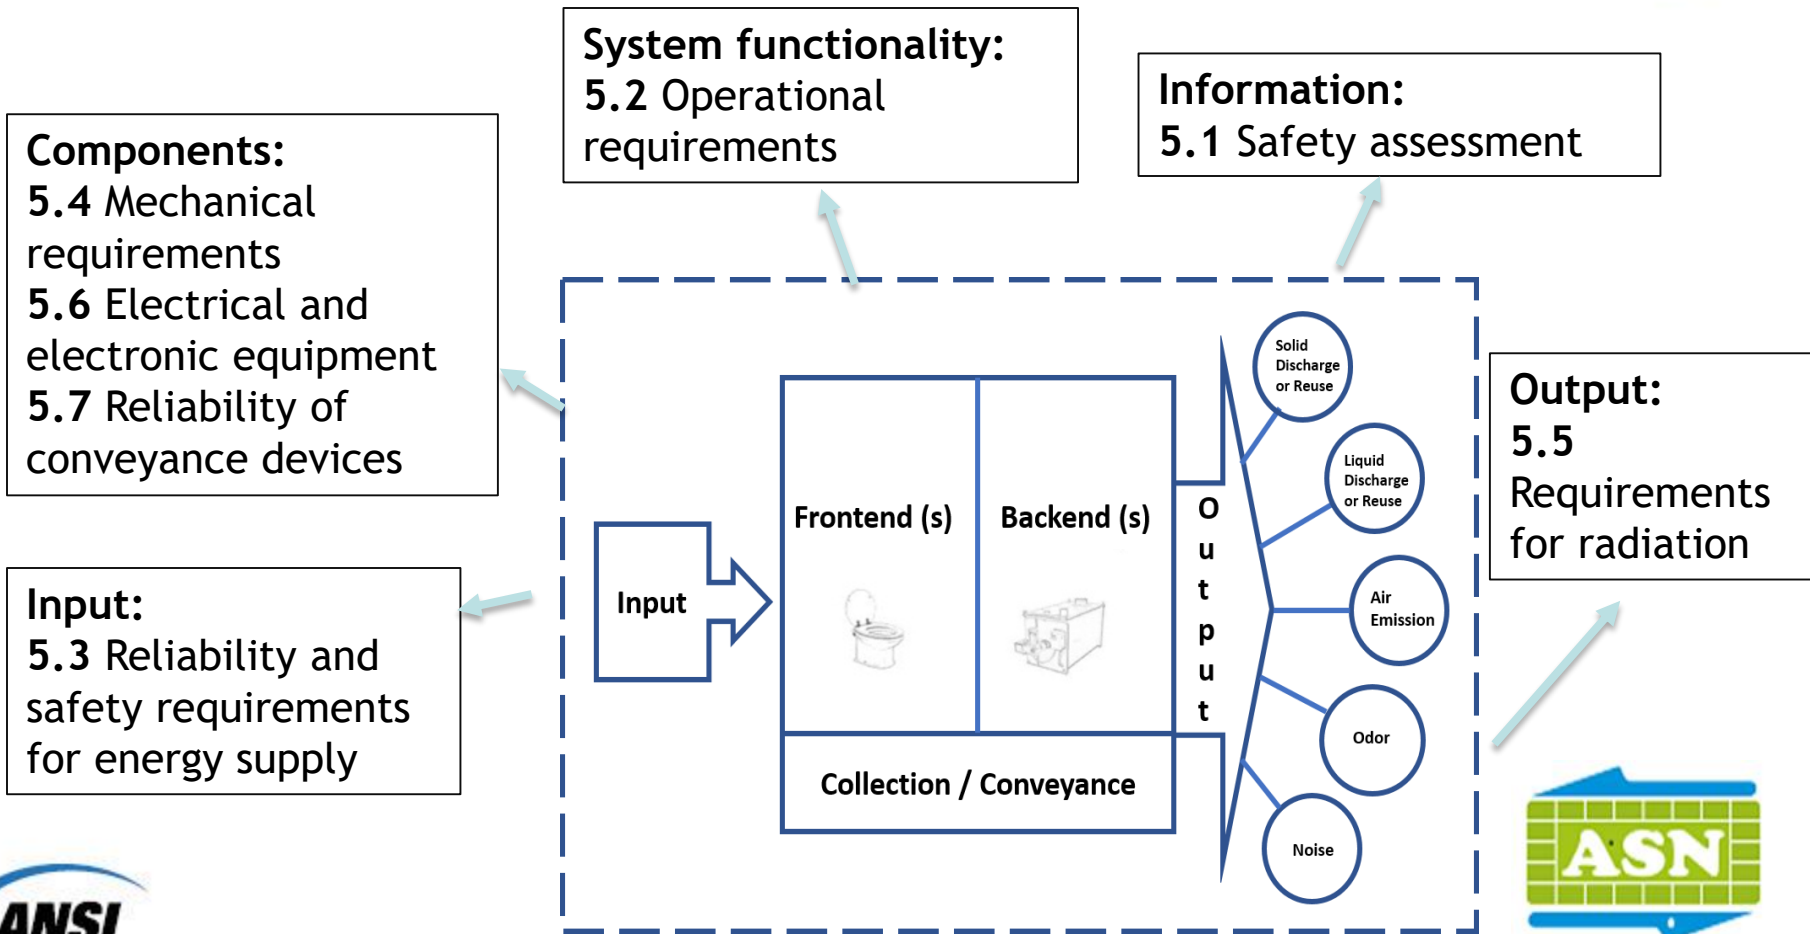 System functionality:
5.2 Operational
requirements
Information:
5.1 Safety assessment
Components:
5.4 Mechanical
requirements
5.6 Electrical and
electronic equipment
5.7 Reliability of
conveyance devices
Input:
5.3 Reliability and
safety requirements
for energy supply
Input
Frontend (s)
Backend (s)
Collection / Conveyance
Output
Solid
Discharge
or Reuse
Liquid
Discharge
or Reuse
Air
Emission
Odor
Noise
Output:
5.5
Requirements
for radiation
ANSI
ASN